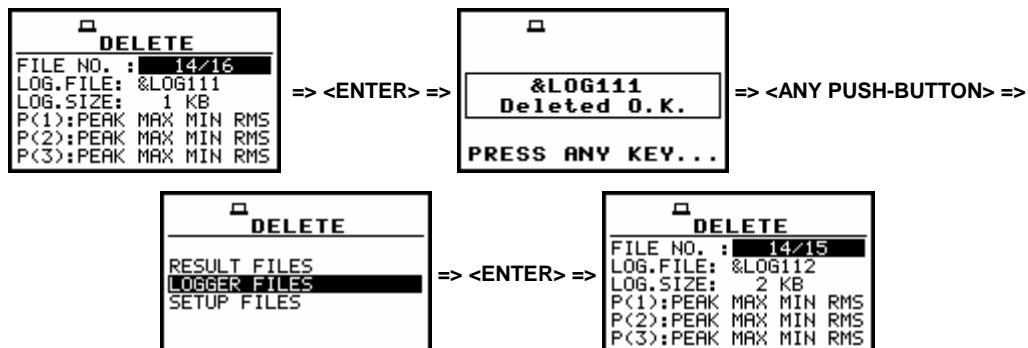 DELETE
FILE NO. : 14/16
LOG.FILE: &LOG111
LOG.SIZE: 1 KB
P(1):PEAK MAX MIN RMS
P(2):PEAK MAX MIN RMS
P(3):PEAK MAX MIN RMS
=> <ENTER> =>
&LOG111
Deleted O.K.
PRESS ANY KEY...
=> <ANY PUSH-BUTTON> =>
DELETE
RESULT FILES
LOGGER FILES
SETUP FILES
=> <ENTER> =>
DELETE
FILE NO. : 14/15
LOG.FILE: &LOG112
LOG.SIZE: 2 KB
P(1):PEAK MAX MIN RMS
P(2):PEAK MAX MIN RMS
P(3):PEAK MAX MIN RMS